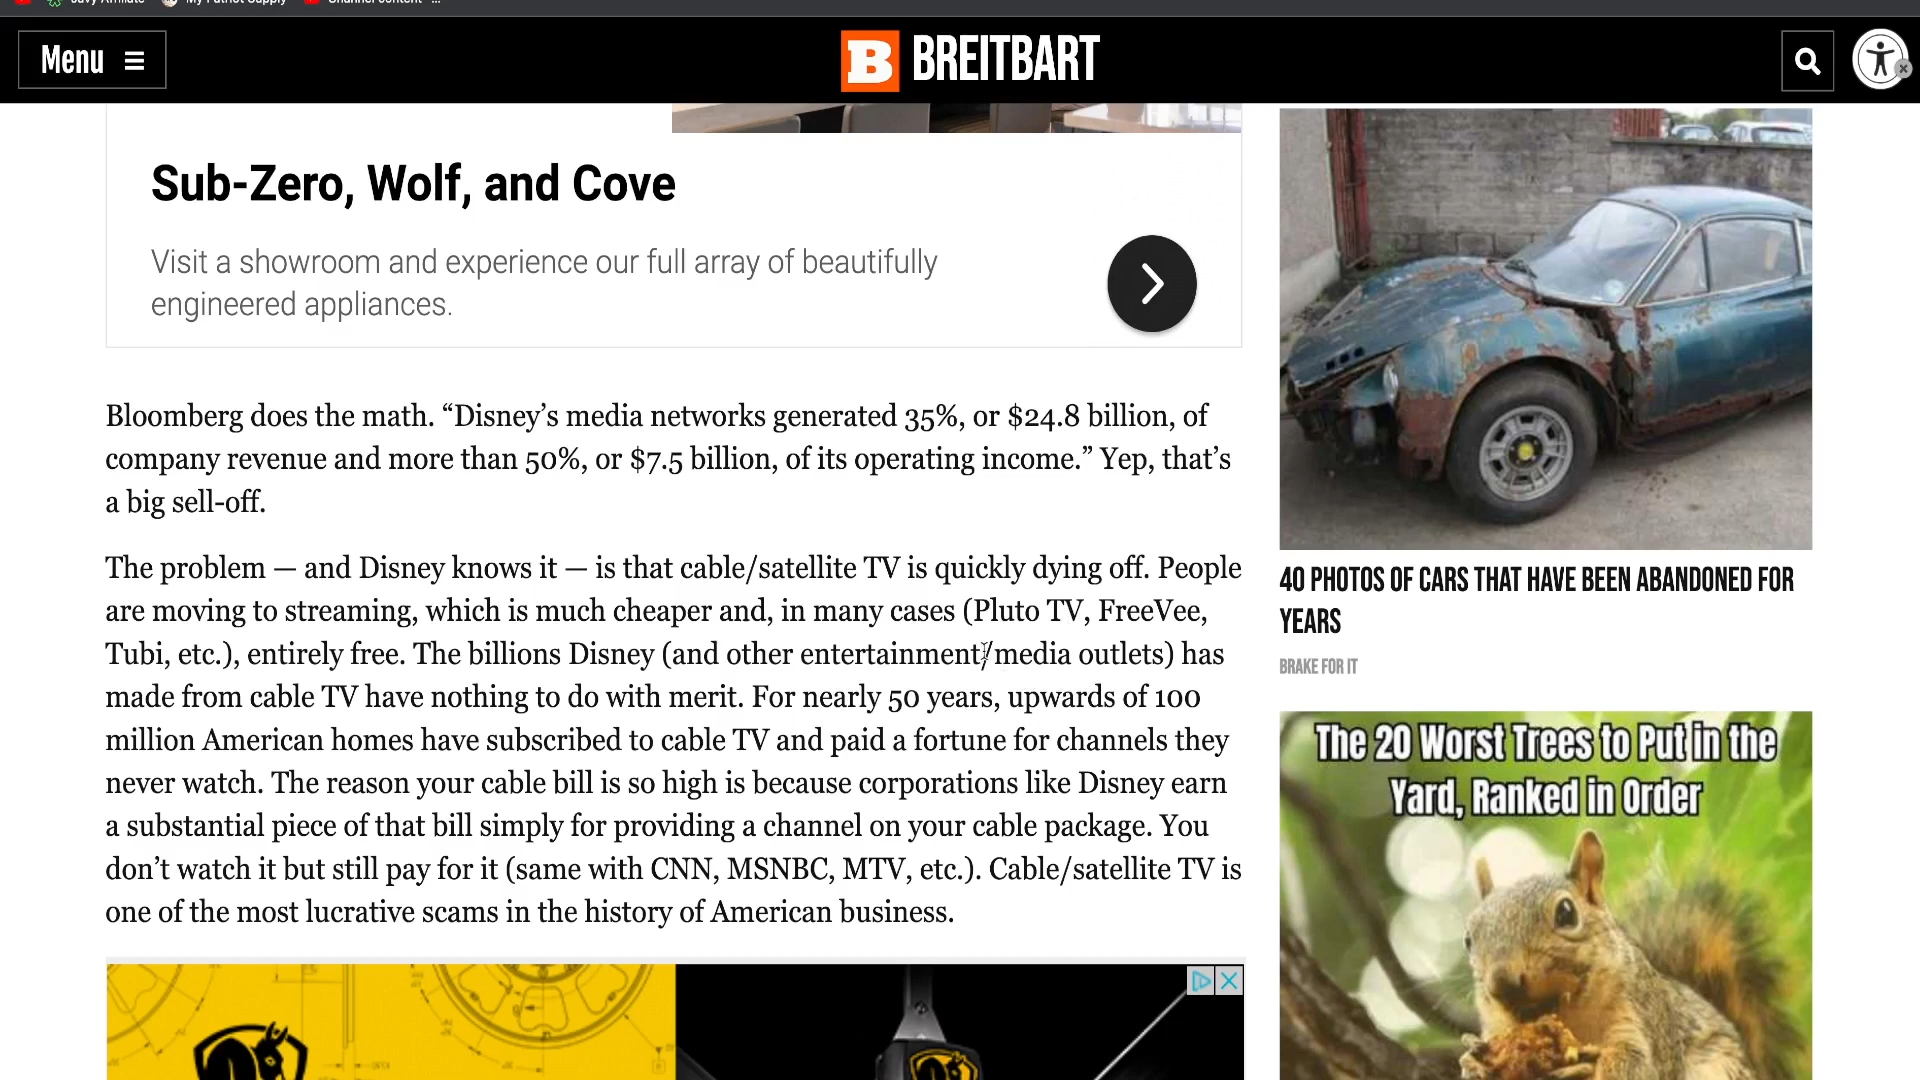 Menu
BREITBART
Sub-Zero, Wolf, and Cove
Visit a showroom and experience our full array of beautifully
engineered appliances.
Bloomberg does the math. “Disney’s media networks generated 35%, or $24.8 billion, of
company revenue and more than 50%, or $7.5 billion, of its operating income.” Yep, that’s
a big sell-off.
The problem — and Disney knows it — is that cable/satellite TV is quickly dying off. People
are moving to streaming, which is much cheaper and, in many cases (Pluto TV, FreeVee,
Tubi, etc.), entirely free. The billions Disney (and other entertainment/media outlets) has
made from cable TV have nothing to do with merit. For nearly 50 years, upwards of 100
million American homes have subscribed to cable TV and paid a fortune for channels they
never watch. The reason your cable bill is so high is because corporations like Disney earn
a substantial piece of that bill simply for providing a channel on your cable package. You
don’t watch it but still pay for it (same with CNN, MSNBC, MTV, etc.). Cable/satellite TV is
one of the most lucrative scams in the history of American business.
40 PHOTOS OF CARS THAT HAVE BEEN ABANDONED FOR
YEARS
BRAKE FOR IT
The 20 Worst Trees to Put in the
Yard, Ranked in Order